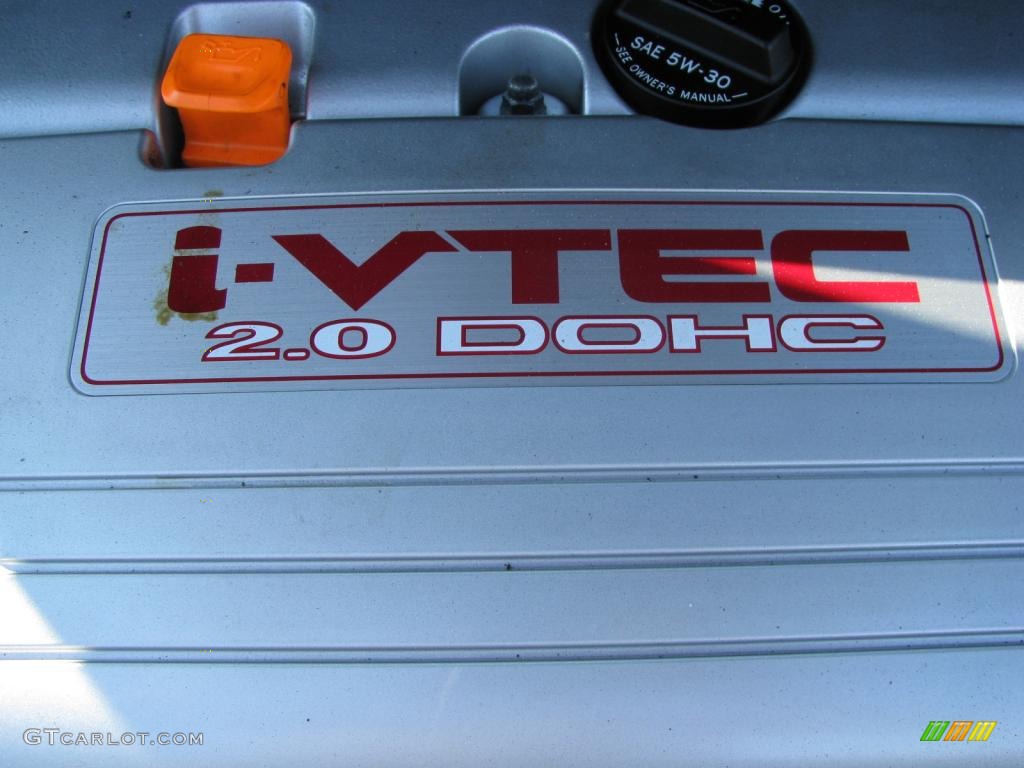 SAE 5W-30
—SEE OWNER'S MANUAL—
i-VTEC
2.0 DOHC
GTCARLOT.COM